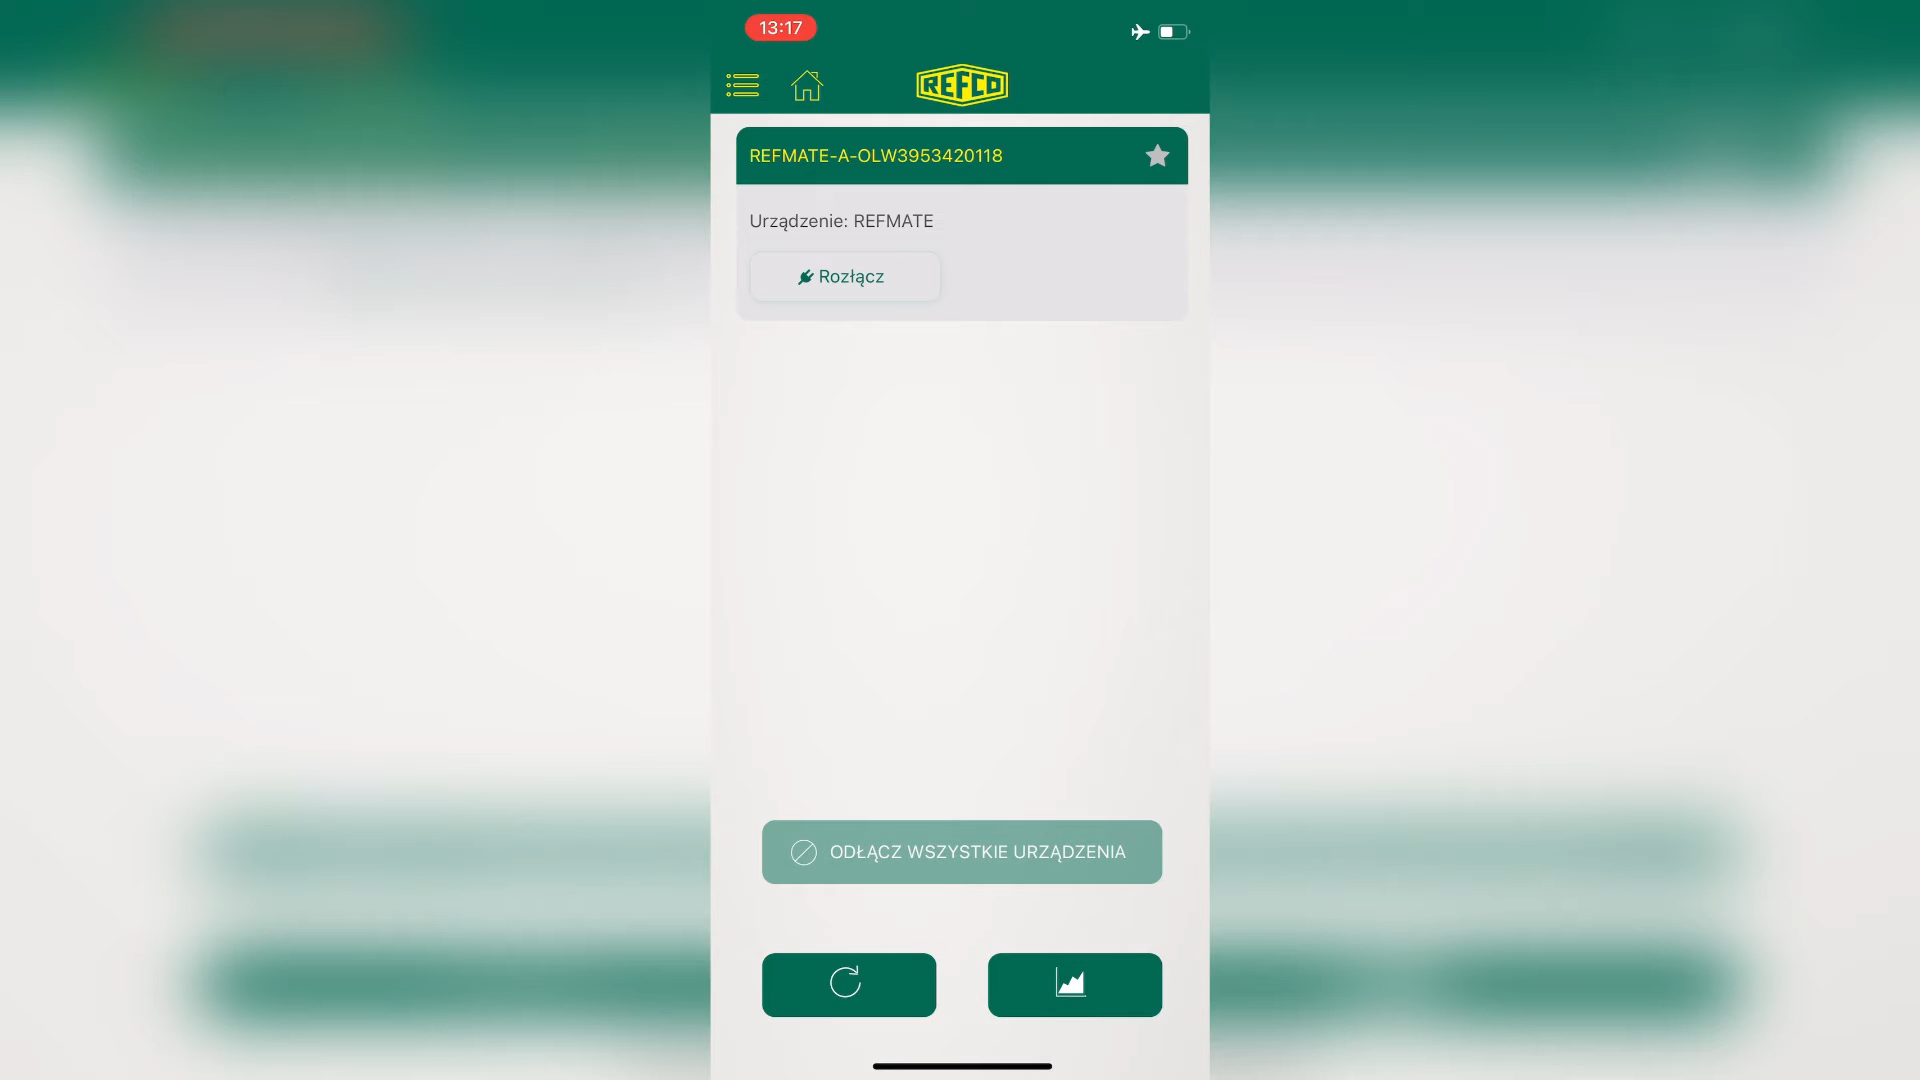 13:17
REFCO
REFMATE-A-OLW3953420118
Urządzenie: REFMATE
Rozłącz
ODŁĄCZ WSZYSTKIE URZĄDZENIA